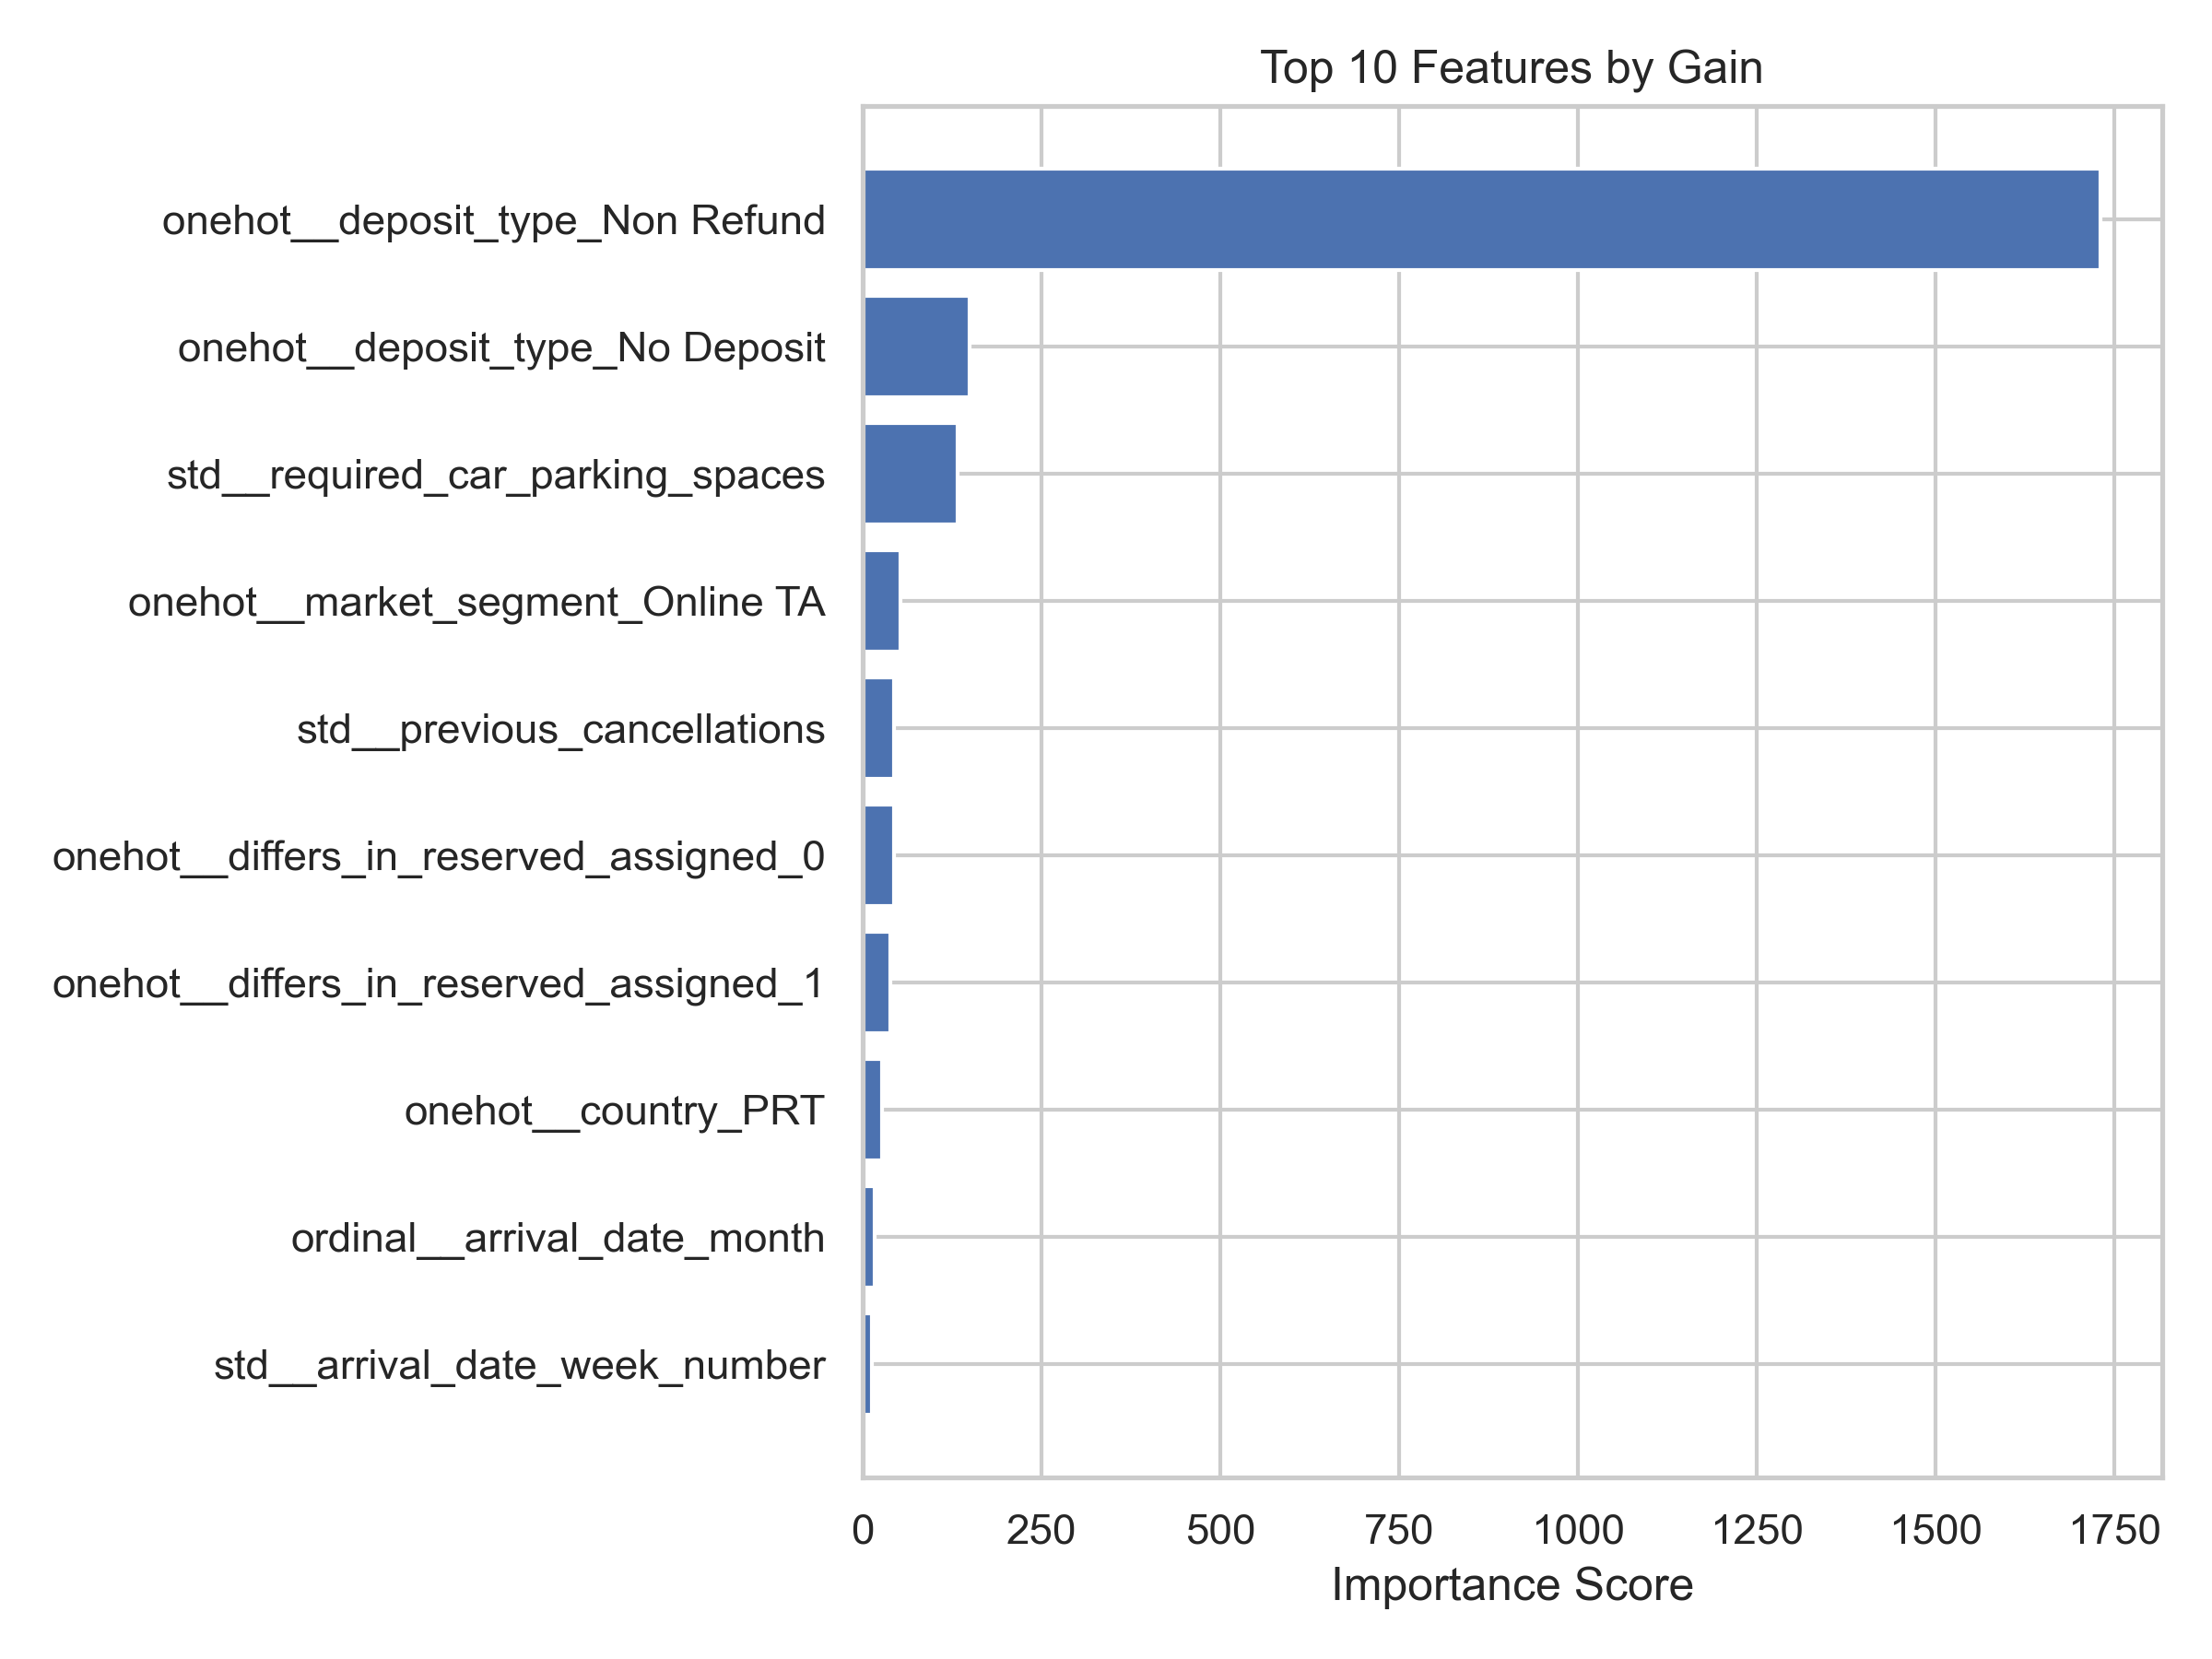 Top 10 Features by Gain
onehot__deposit_type_Non Refund
onehot__deposit_type_No Deposit
std__required_car_parking_spaces
onehot__market_segment_Online TA
std__previous_cancellations
onehot__differs_in_reserved_assigned_0
onehot__differs_in_reserved_assigned_1
onehot__country_PRT
ordinal__arrival_date_month
std__arrival_date_week_number
0 250 500 750 1000 1250 1500 1750
Importance Score